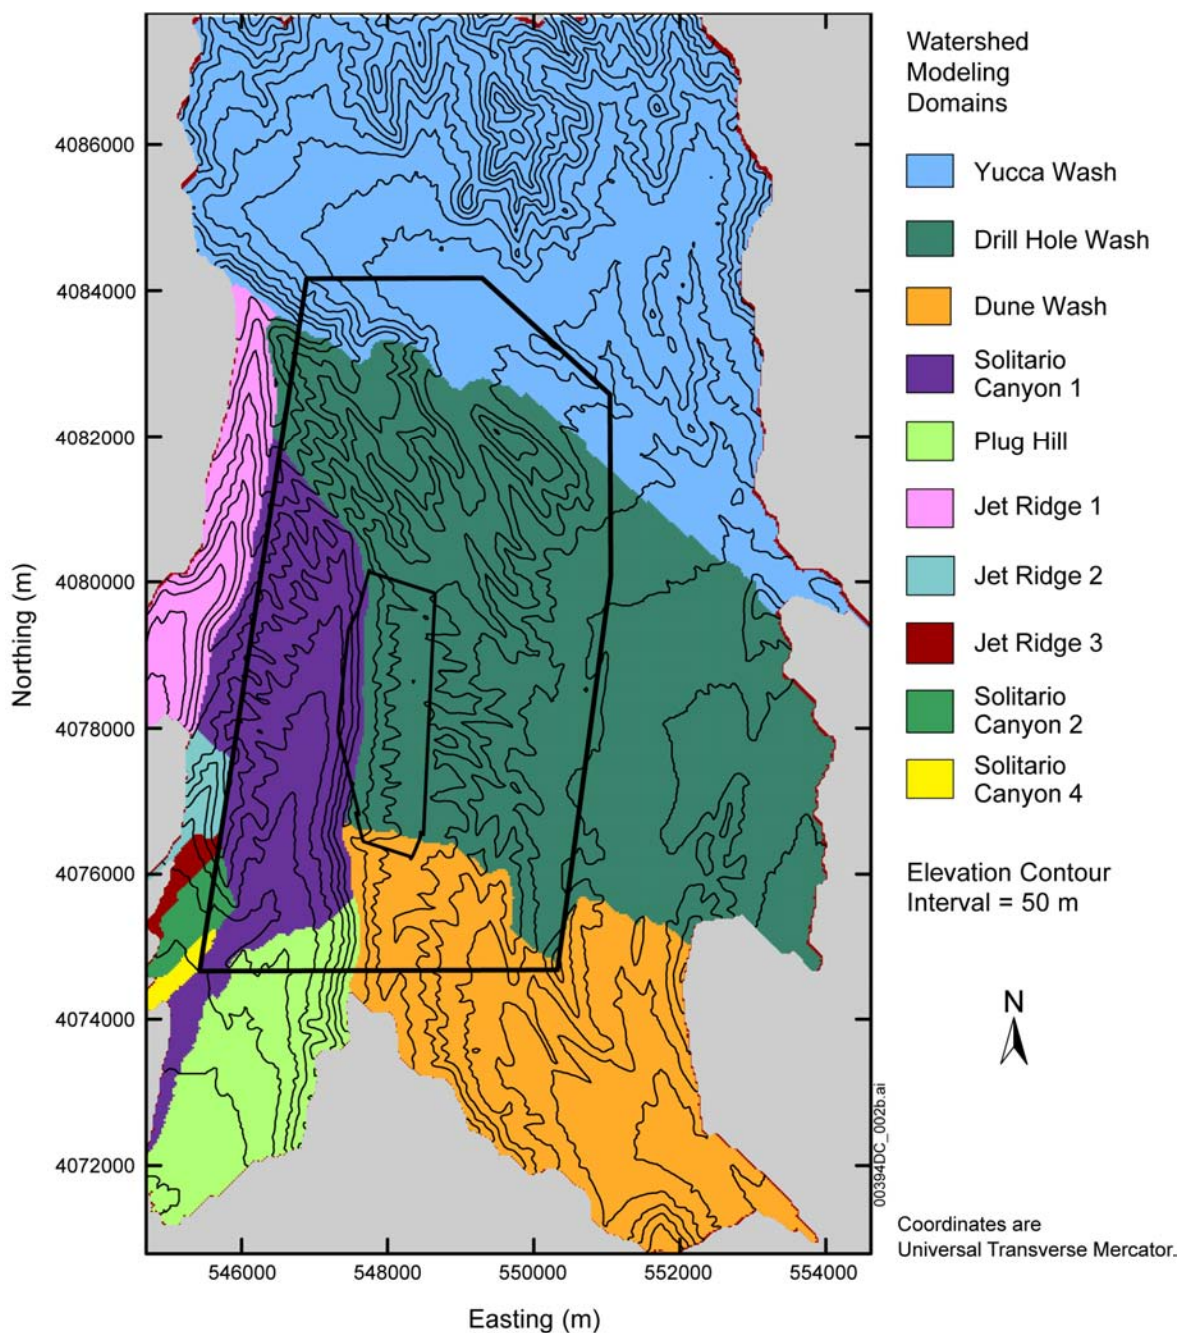 Watershed
Modeling
Domains
Yucca Wash
Drill Hole Wash
Dune Wash
Solitario
Canyon 1
Plug Hill
Jet Ridge 1
Jet Ridge 2
Jet Ridge 3
Solitario
Canyon 2
Solitario
Canyon 4
Elevation Contour
Interval = 50 m
N
00394DC_002b.ai
Coordinates are
Universal Transverse Mercator.
4086000
4084000
4082000
4080000
4078000
4076000
4074000
4072000
Northing (m)
546000 548000 550000 552000 554000
Easting (m)